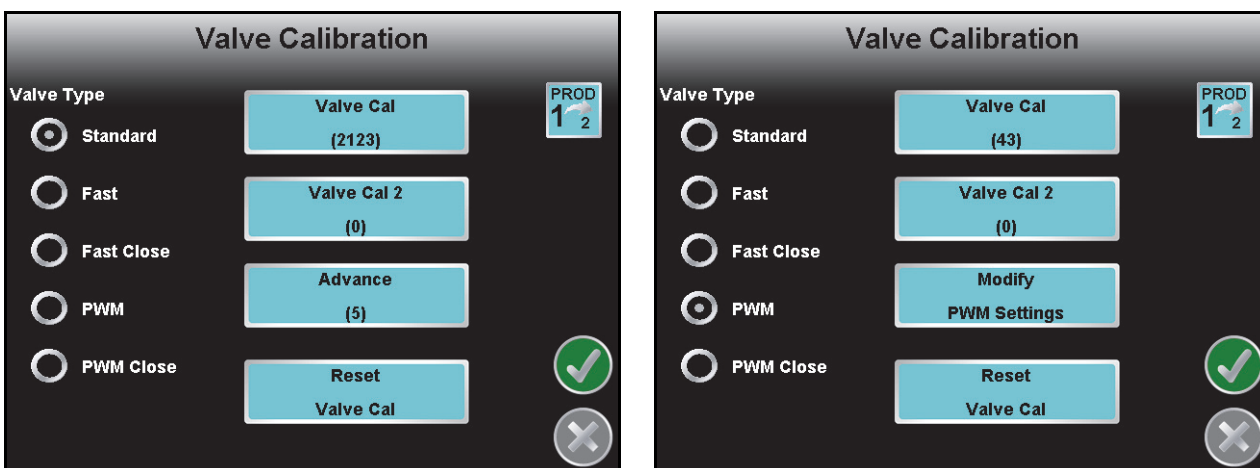 Valve Calibration
Valve Type
Standard
Fast
Fast Close
PWM
PWM Close
Valve Cal
(2123)
Valve Cal 2
(0)
Advance
(5)
Reset
Valve Cal
PROD
1 2
Valve Calibration
Valve Type
Standard
Fast
Fast Close
PWM
PWM Close
Valve Cal
(43)
Valve Cal 2
(0)
Modify
PWM Settings
Reset
Valve Cal
PROD
1 2